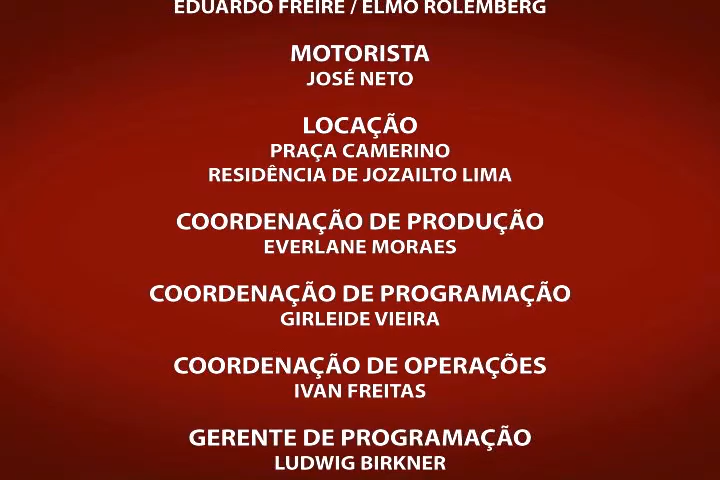 EDUARDO FREIRE / ELMO ROLEMBERG
MOTORISTA
JOSÉ NETO
LOCAÇÃO
PRAÇA CAMERINO
RESIDÊNCIA DE JOZAILTO LIMA
COORDENAÇÃO DE PRODUÇÃO
EVERLANE MORAES
COORDENAÇÃO DE PROGRAMAÇÃO
GIRLEIDE VIEIRA
COORDENAÇÃO DE OPERAÇÕES
IVAN FREITAS
GERENTE DE PROGRAMAÇÃO
LUDWIG BIRKNER